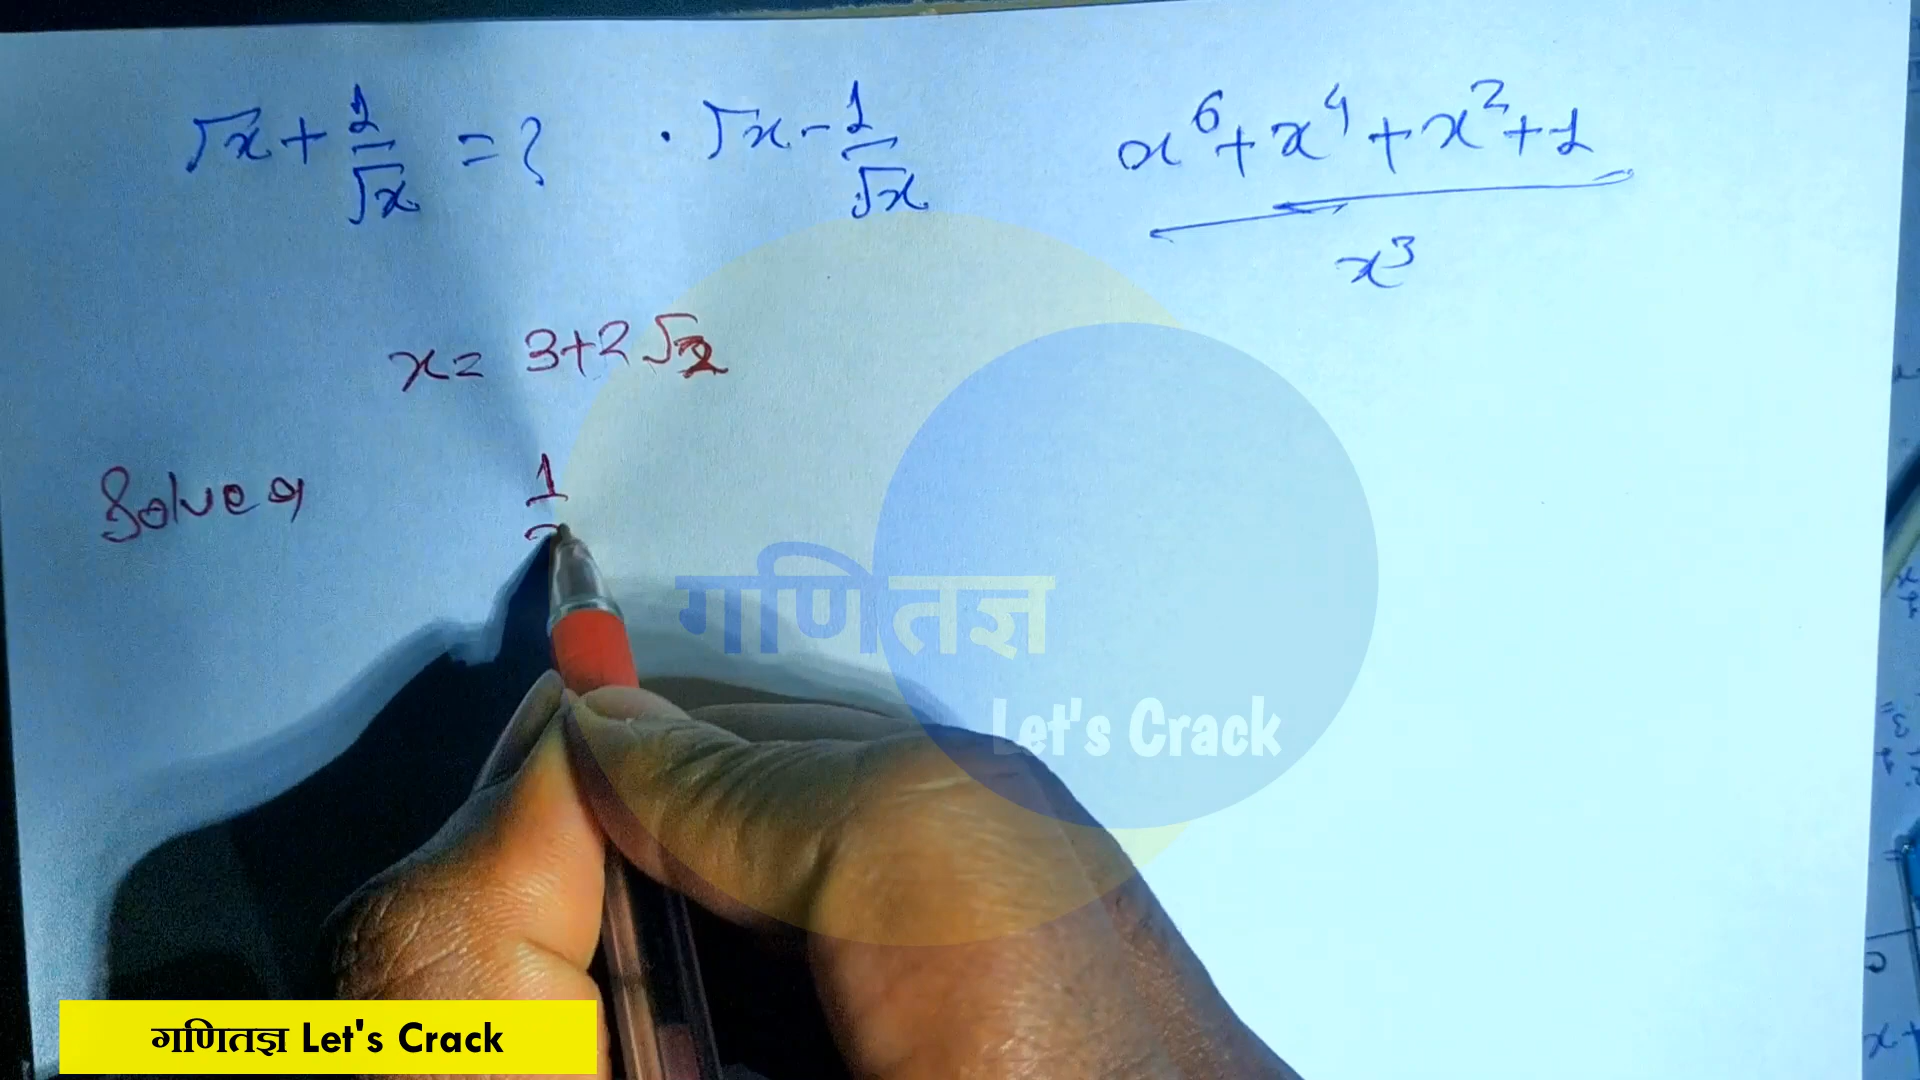 √x + 1/√x = ? · √x - 1/√x
x⁶ + x⁴ + x² + 1 / x³
x = 3 + 2√2
1
गणितज्ञ
Let's Crack
गणितज्ञ Let's Crack